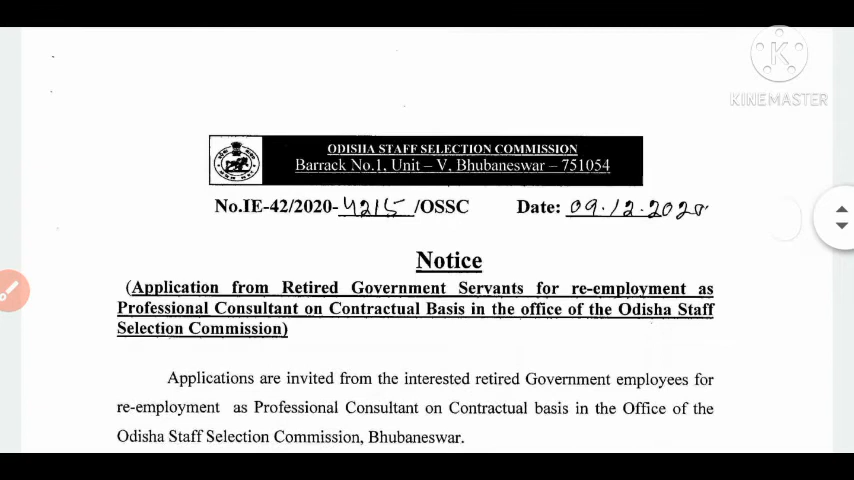 KINEMASTER
ODISHA STAFF SELECTION COMMISSION
Barrack No.1, Unit – V, Bhubaneswar – 751054
No.IE-42/2020-4215/OSSC Date: 09.12.2020
Notice
(Application from Retired Government Servants for re-employment as
Professional Consultant on Contractual Basis in the office of the Odisha Staff
Selection Commission)
Applications are invited from the interested retired Government employees for
re-employment as Professional Consultant on Contractual basis in the Office of the
Odisha Staff Selection Commission, Bhubaneswar.